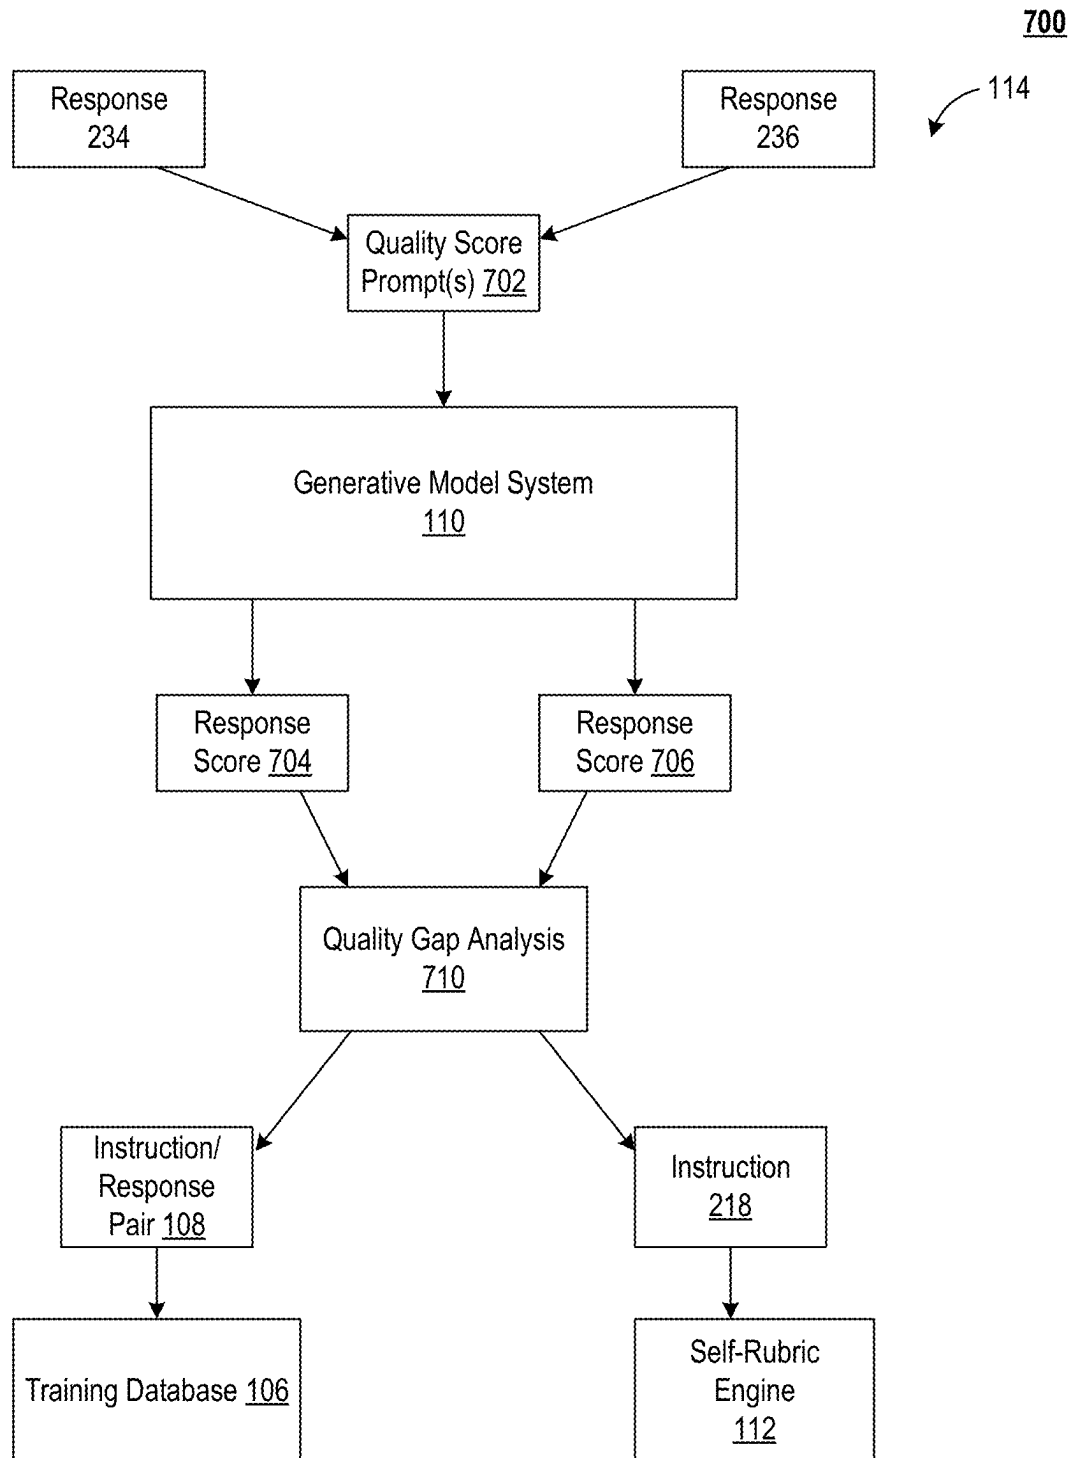 700
114
Response
234
Response
236
Quality Score
Prompt(s) 702
Generative Model System
110
Response
Score 704
Response
Score 706
Quality Gap Analysis
710
Instruction/
Response
Pair 108
Instruction
218
Training Database 106
Self-Rubric
Engine
112